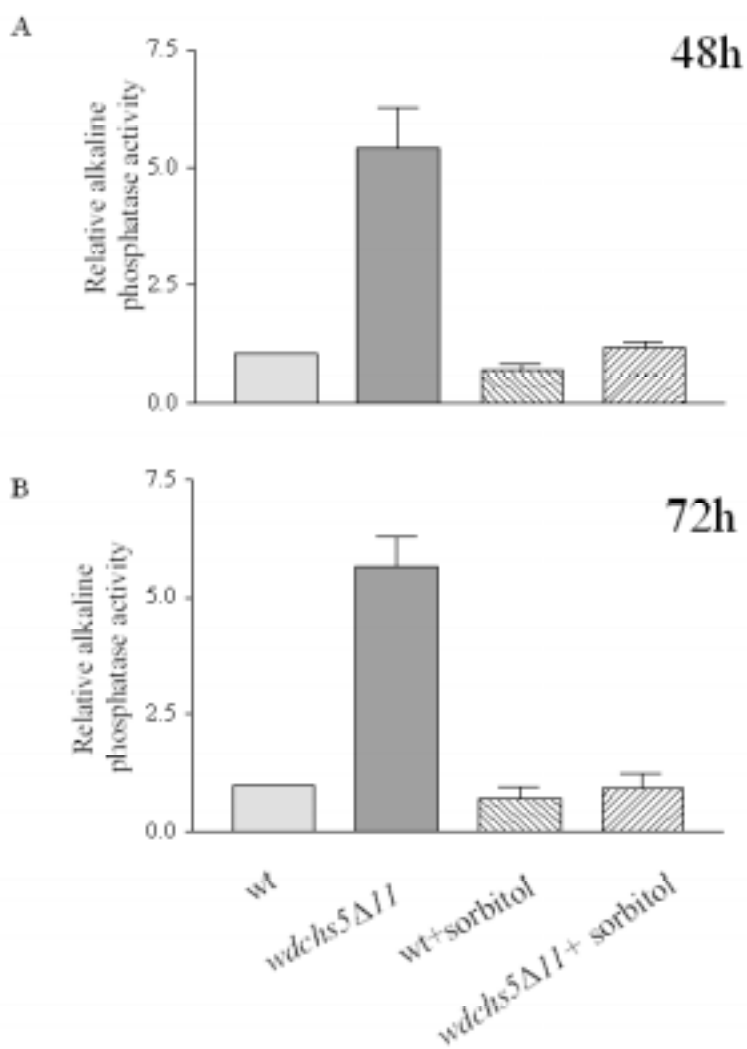 A
48h
7.5
5.0
2.5
0.0
Relative alkaline
phosphatase activity
B
72h
7.5
5.0
2.5
0.0
Relative alkaline
phosphatase activity
wt
wdchs5Δ11
wt+sorbitol
wdchs5Δ11+ sorbitol